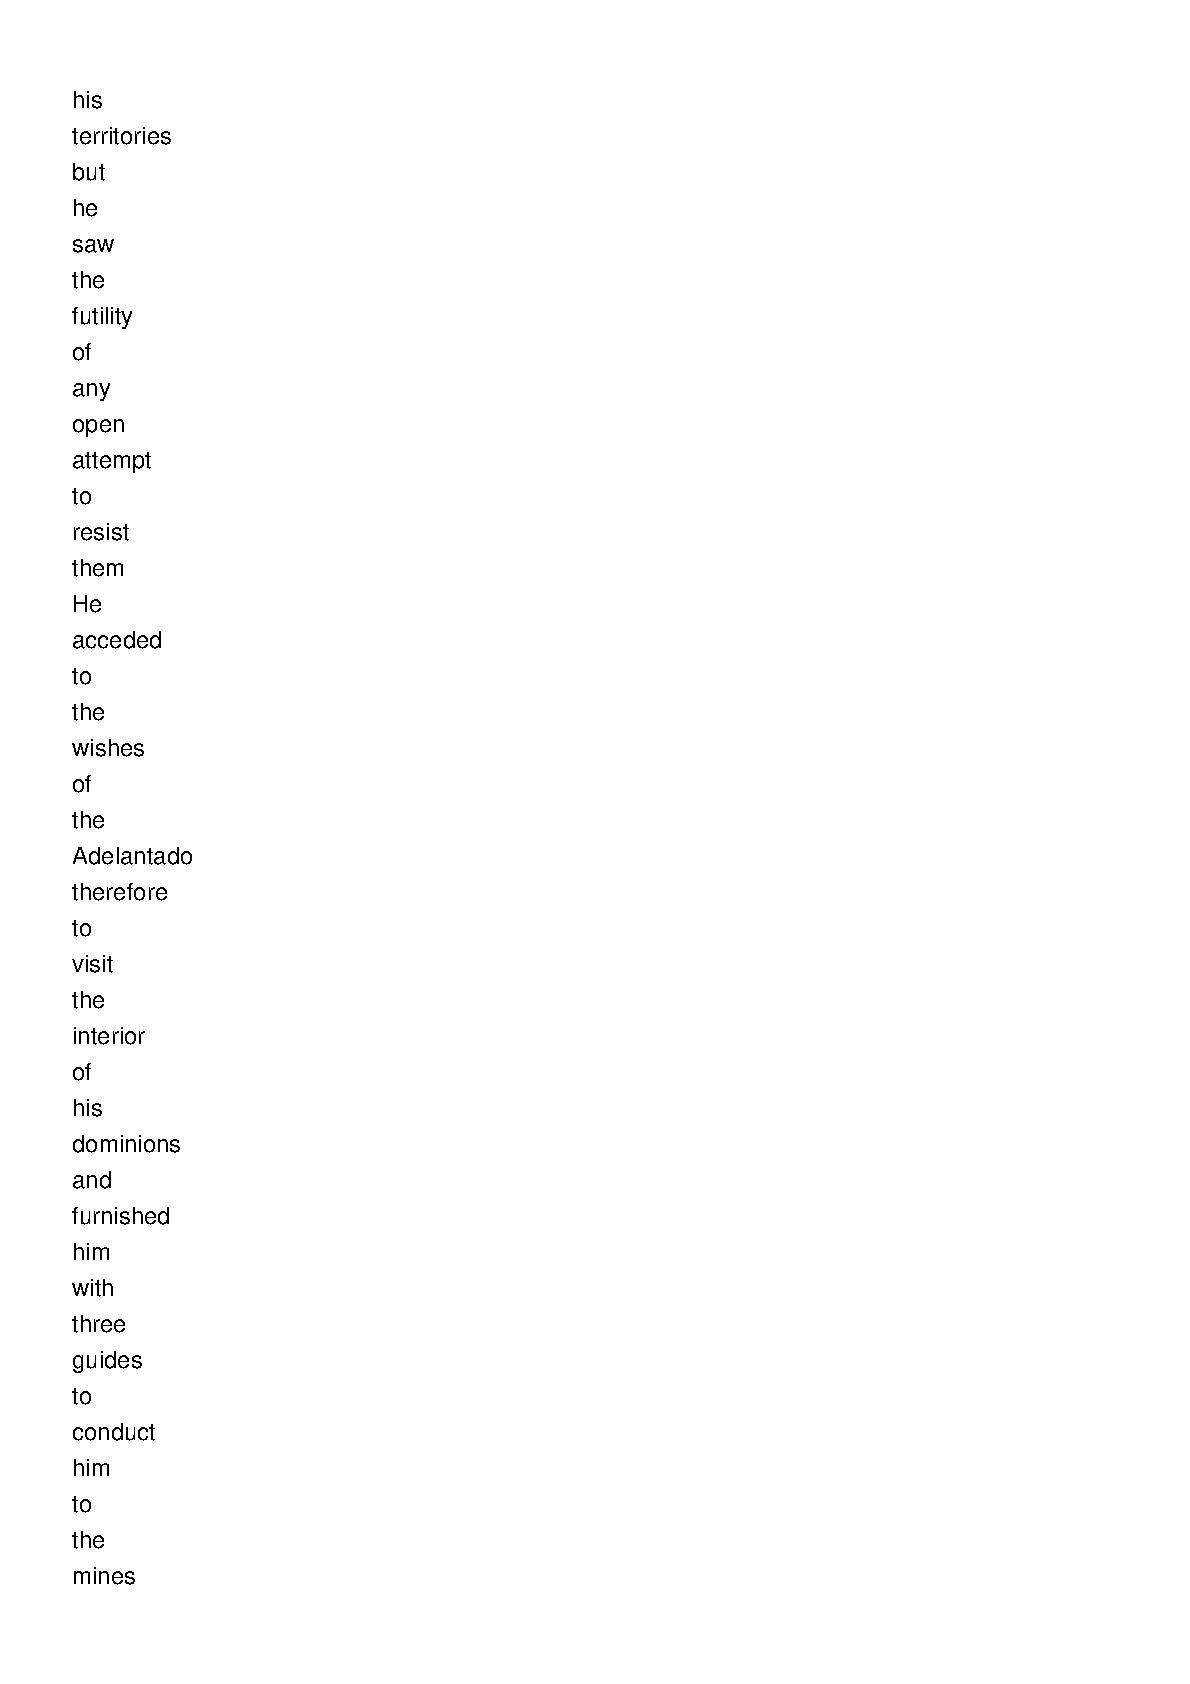 his
territories
but
he
saw
the
futility
of
any
open
attempt
to
resist
them
He
acceded
to
the
wishes
of
the
Adelantado
therefore
to
visit
the
interior
of
his
dominions
and
furnished
him
with
three
guides
to
conduct
him
to
the
mines